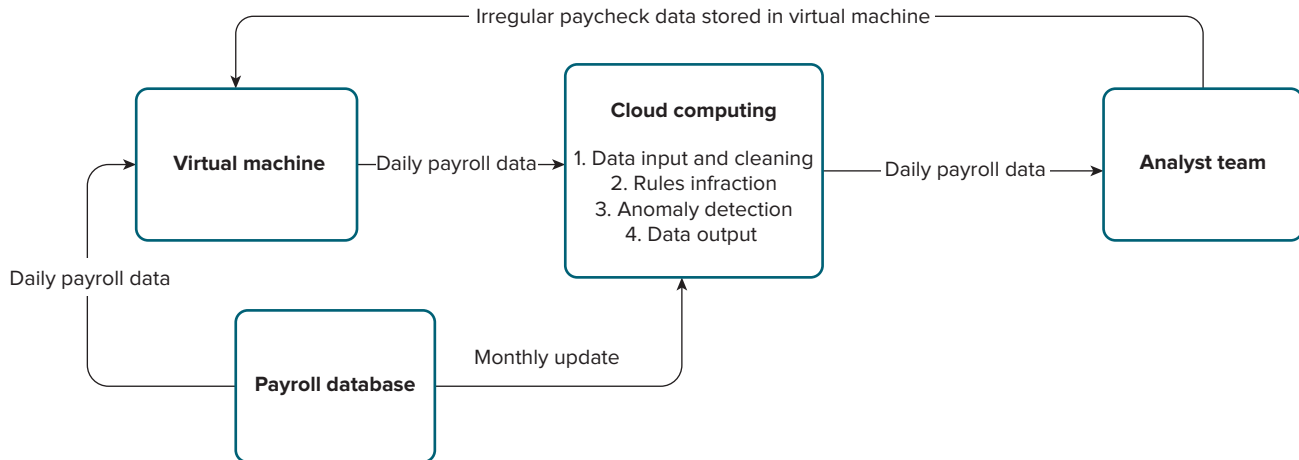 Irregular paycheck data stored in virtual machine
Virtual machine
Daily payroll data
Cloud computing
1. Data input and cleaning
2. Rules infraction
3. Anomaly detection
4. Data output
Daily payroll data
Analyst team
Daily payroll data
Payroll database
Monthly update